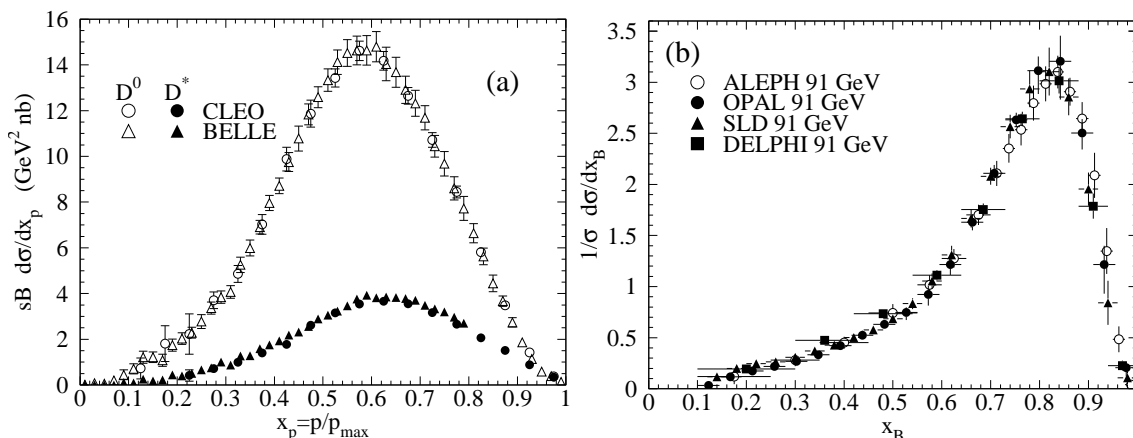 (a)
D⁰ D*
CLEO
BELLE
sB dσ/dx_p (GeV² nb)
16
14
12
10
8
6
4
2
0
0 0.1 0.2 0.3 0.4 0.5 0.6 0.7 0.8 0.9 1
x_p=p/p_max
(b)
ALEPH 91 GeV
OPAL 91 GeV
SLD 91 GeV
DELPHI 91 GeV
1/σ dσ/dx_B
3.5
3
2.5
2
1.5
1
0.5
0
0 0.1 0.2 0.3 0.4 0.5 0.6 0.7 0.8 0.9
x_B